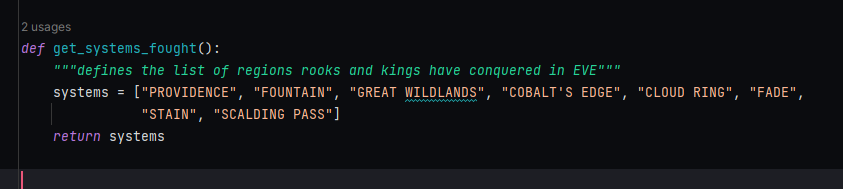 2 usages
def get_systems_fought():
"""defines the list of regions rooks and kings have conquered in EVE"""
systems = ["PROVIDENCE", "FOUNTAIN", "GREAT WILDLANDS", "COBALT'S EDGE", "CLOUD RING", "FADE",
"STAIN", "SCALDING PASS"]
return systems